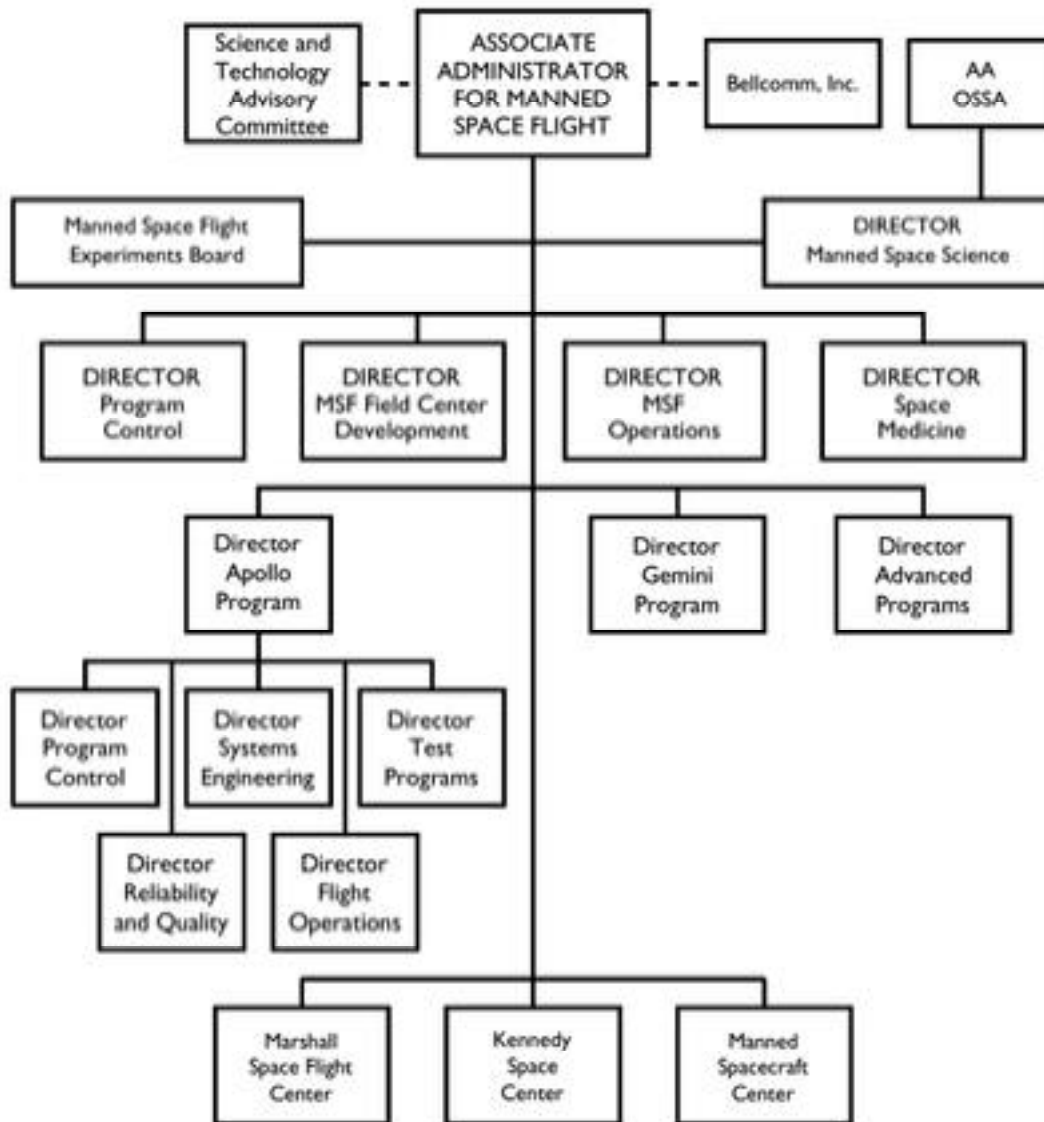 Science and
Technology
Advisory
Committee
ASSOCIATE
ADMINISTRATOR
FOR MANNED
SPACE FLIGHT
Bellcomm, Inc.
AA
OSSA
Manned Space Flight
Experiments Board
DIRECTOR
Manned Space Science
DIRECTOR
Program
Control
DIRECTOR
MSF Field Center
Development
DIRECTOR
MSF
Operations
DIRECTOR
Space
Medicine
Director
Apollo
Program
Director
Gemini
Program
Director
Advanced
Programs
Director
Program
Control
Director
Systems
Engineering
Director
Test
Programs
Director
Reliability
and Quality
Director
Flight
Operations
Marshall
Space Flight
Center
Kennedy
Space
Center
Manned
Spacecraft
Center